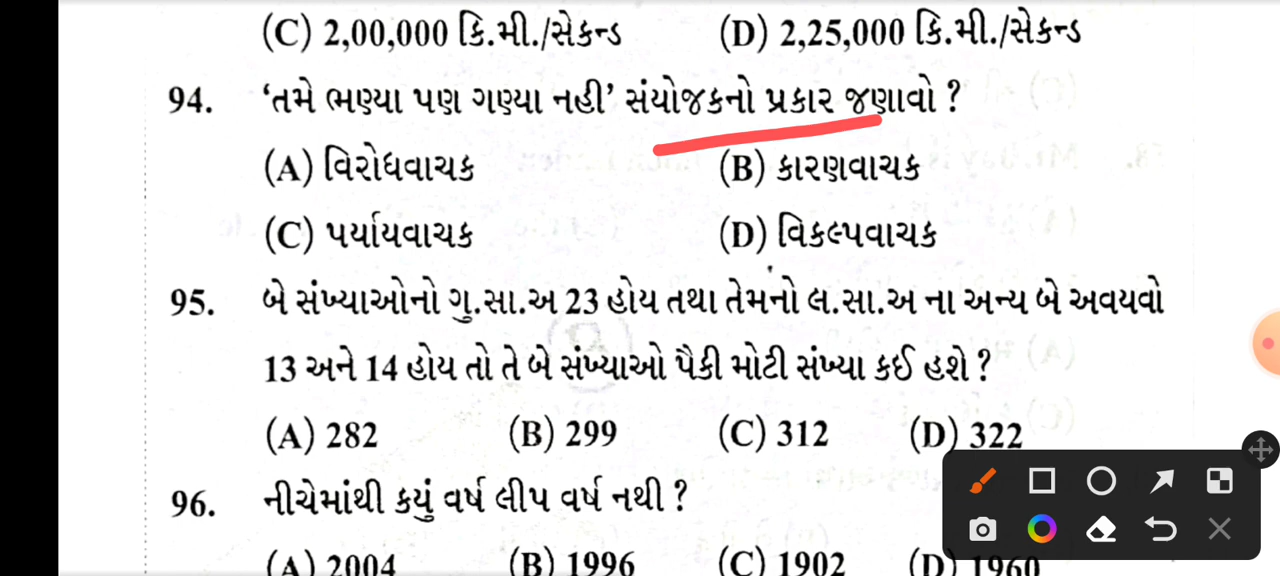 (C) 2,00,000 કિ.મી./સેકન્ડ (D) 2,25,000 કિ.મી./સેકન્ડ
94. ‘તમે ભણ્યા પણ ગણ્યા નહી’ સંયોજકનો પ્રકાર જણાવો ?
(A) વિરોધવાચક (B) કારણવાચક
(C) પર્યાયવાચક (D) વિકલ્પવાચક
95. બે સંખ્યાઓનો ગુ.સા.અ 23 હોય તથા તેમનો લ.સા.અ ના અન્ય બે અવયવો
13 અને 14 હોય તો તે બે સંખ્યાઓ પૈકી મોટી સંખ્યા કઈ હશે ?
(A) 282 (B) 299 (C) 312 (D) 322
96. નીચેમાંથી કયું વર્ષ લીપ વર્ષ નથી ?
(A) 2004 (B) 1996 (C) 1902 (D) 1960